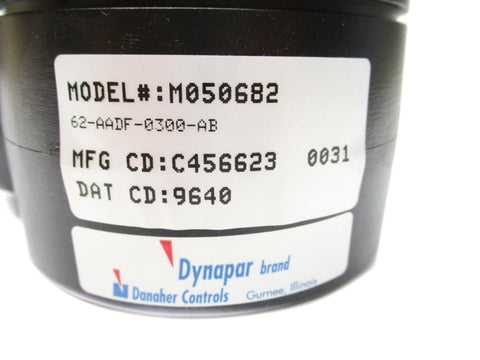 MODEL#:M050682
62-AADF-0300-AB
MFG CD:C456623 0031
DAT CD:9640
Dynapar brand
Danaher Controls Gurnee, Illinois